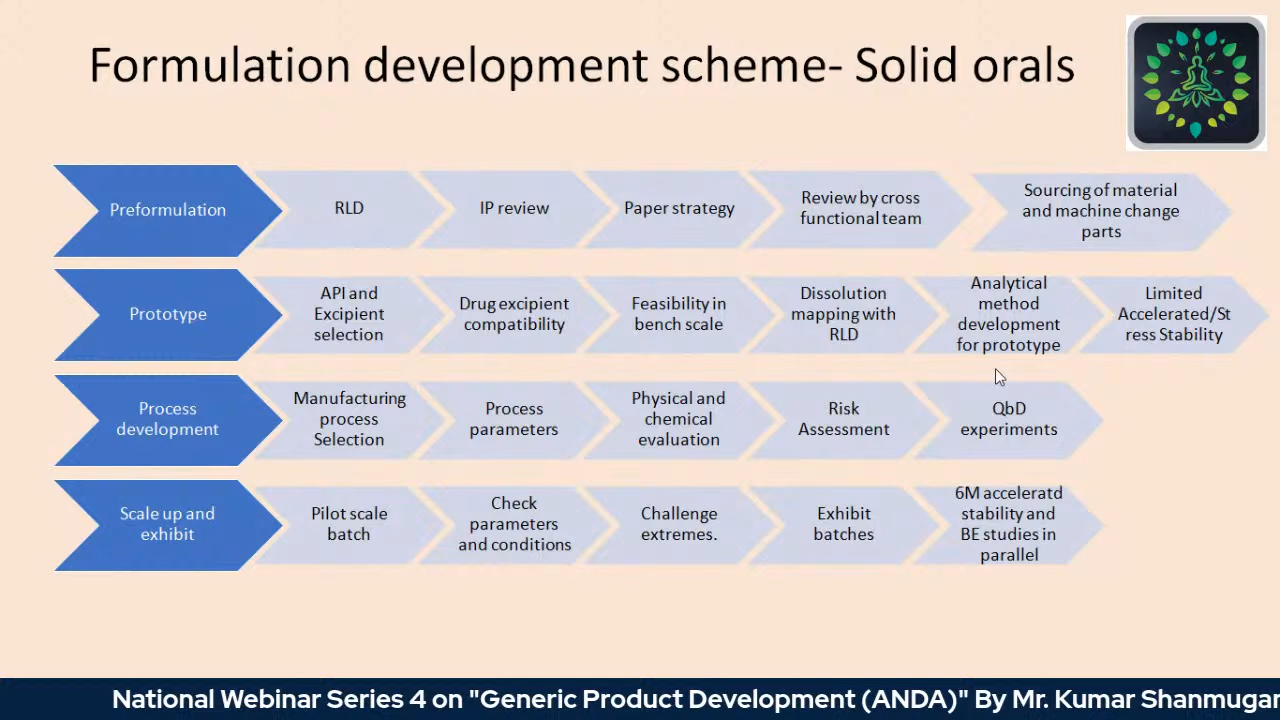 Formulation development scheme- Solid orals
Preformulation
RLD
IP review
Paper strategy
Review by cross
functional team
Sourcing of material
and machine change
parts
Prototype
API and
Excipient
selection
Drug excipient
compatibility
Feasibility in
bench scale
Dissolution
mapping with
RLD
Analytical
method
development
for prototype
Limited
Accelerated/St
ress Stability
Process
development
Manufacturing
process
Selection
Process
parameters
Physical and
chemical
evaluation
Risk
Assessment
QbD
experiments
Scale up and
exhibit
Pilot scale
batch
Check
parameters
and conditions
Challenge
extremes.
Exhibit
batches
6M acceleratd
stability and
BE studies in
parallel
National Webinar Series 4 on "Generic Product Development (ANDA)" By Mr. Kumar Shanmugar